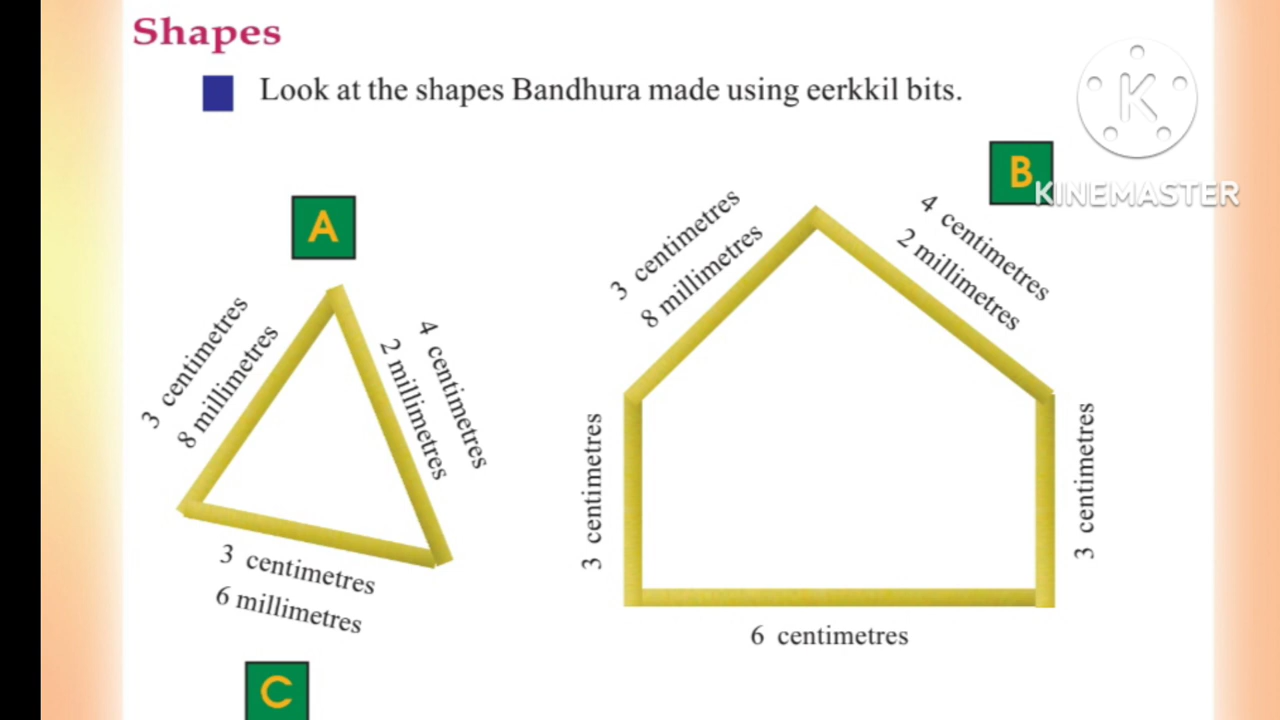 Shapes
Look at the shapes Bandhura made using eerkkil bits.
K
KINEMASTER
A
3 centimetres
8 millimetres
4 centimetres
2 millimetres
3 centimetres
6 millimetres
B
3 centimetres
8 millimetres
4 centimetres
2 millimetres
3 centimetres
3 centimetres
6 centimetres
C